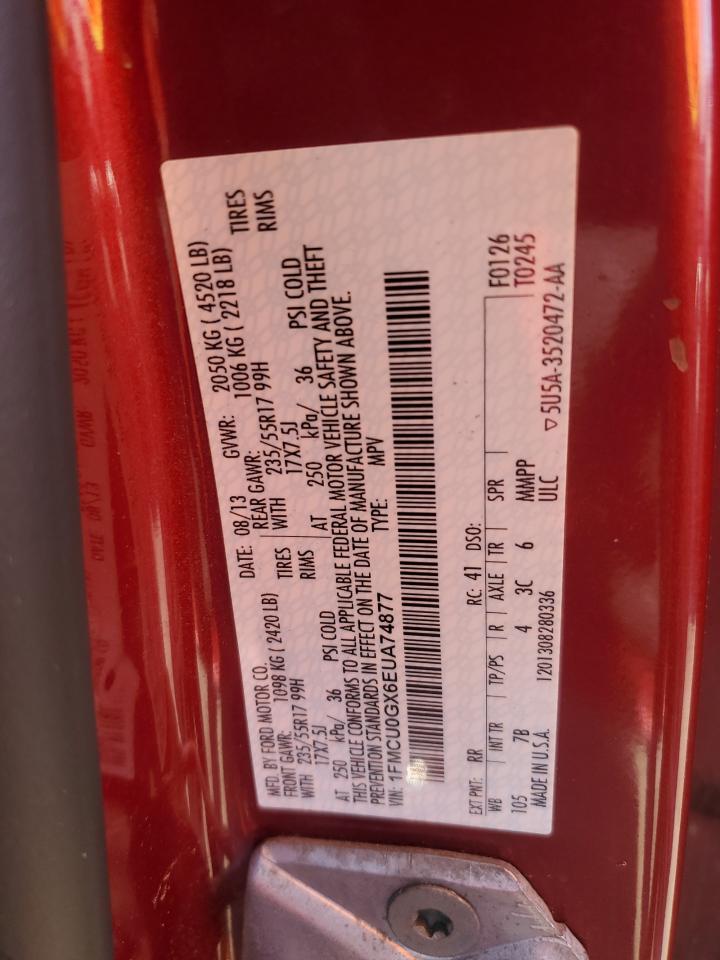 MFD. BY FORD MOTOR CO.
DATE: 08/13 GVWR: 2050 KG ( 4520 LB)
FRONT GAWR: 1098 KG ( 2420 LB) REAR GAWR: 1006 KG ( 2218 LB)
WITH 235/55R17 99H TIRES WITH 235/55R17 99H TIRES
17X7.5J RIMS 17X7.5J RIMS
AT 250 kPa/ 36 PSI COLD AT 250 kPa/ 36 PSI COLD
THIS VEHICLE CONFORMS TO ALL APPLICABLE FEDERAL MOTOR VEHICLE SAFETY AND THEFT
PREVENTION STANDARDS IN EFFECT ON THE DATE OF MANUFACTURE SHOWN ABOVE.
VIN: 1FMCU0GX6EUA74877 TYPE: MPV
EXT PNT: RR RC: 41 DSO: F0126
WB INT TR TP/PS R AXLE TR SPR T0245
105 7B 4 3C 6 MMPP
MADE IN U.S.A. 1201308280336 ULC ▽5U5A-3520472-AA